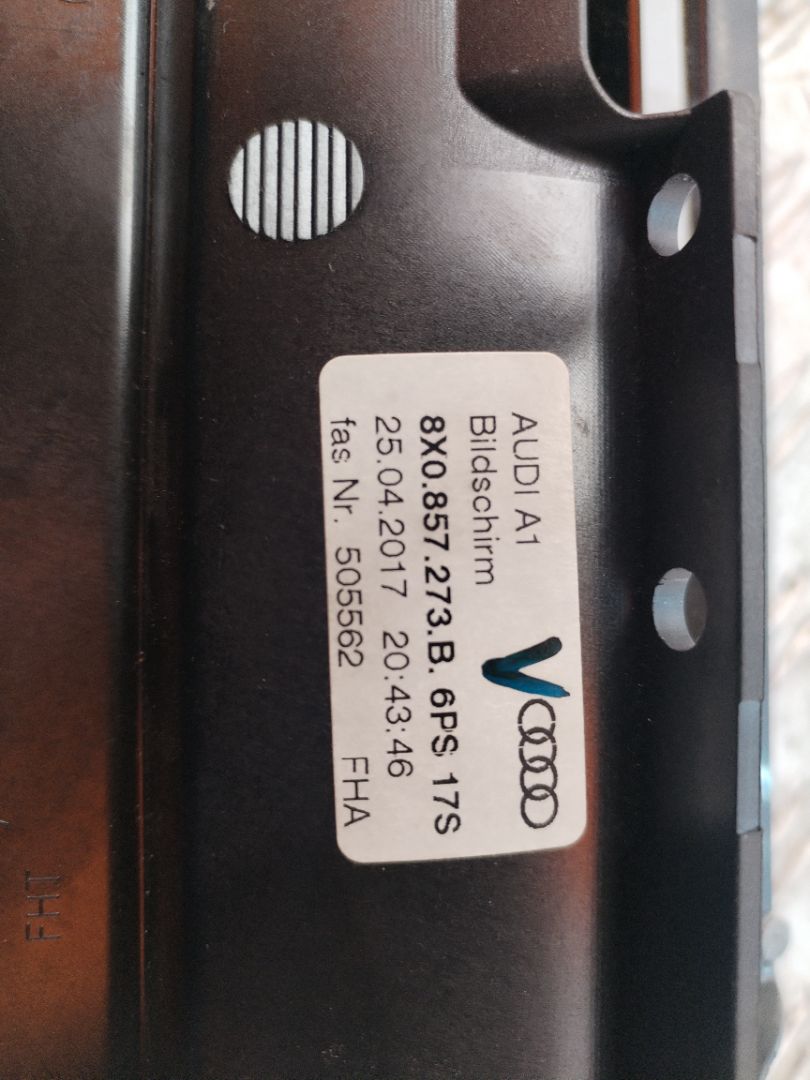 AUDI A1
Bildschirm
8X0.857.273.B. 6PS 17S
25.04.2017 20:43:46
fas Nr. 505562 FHA
FHT